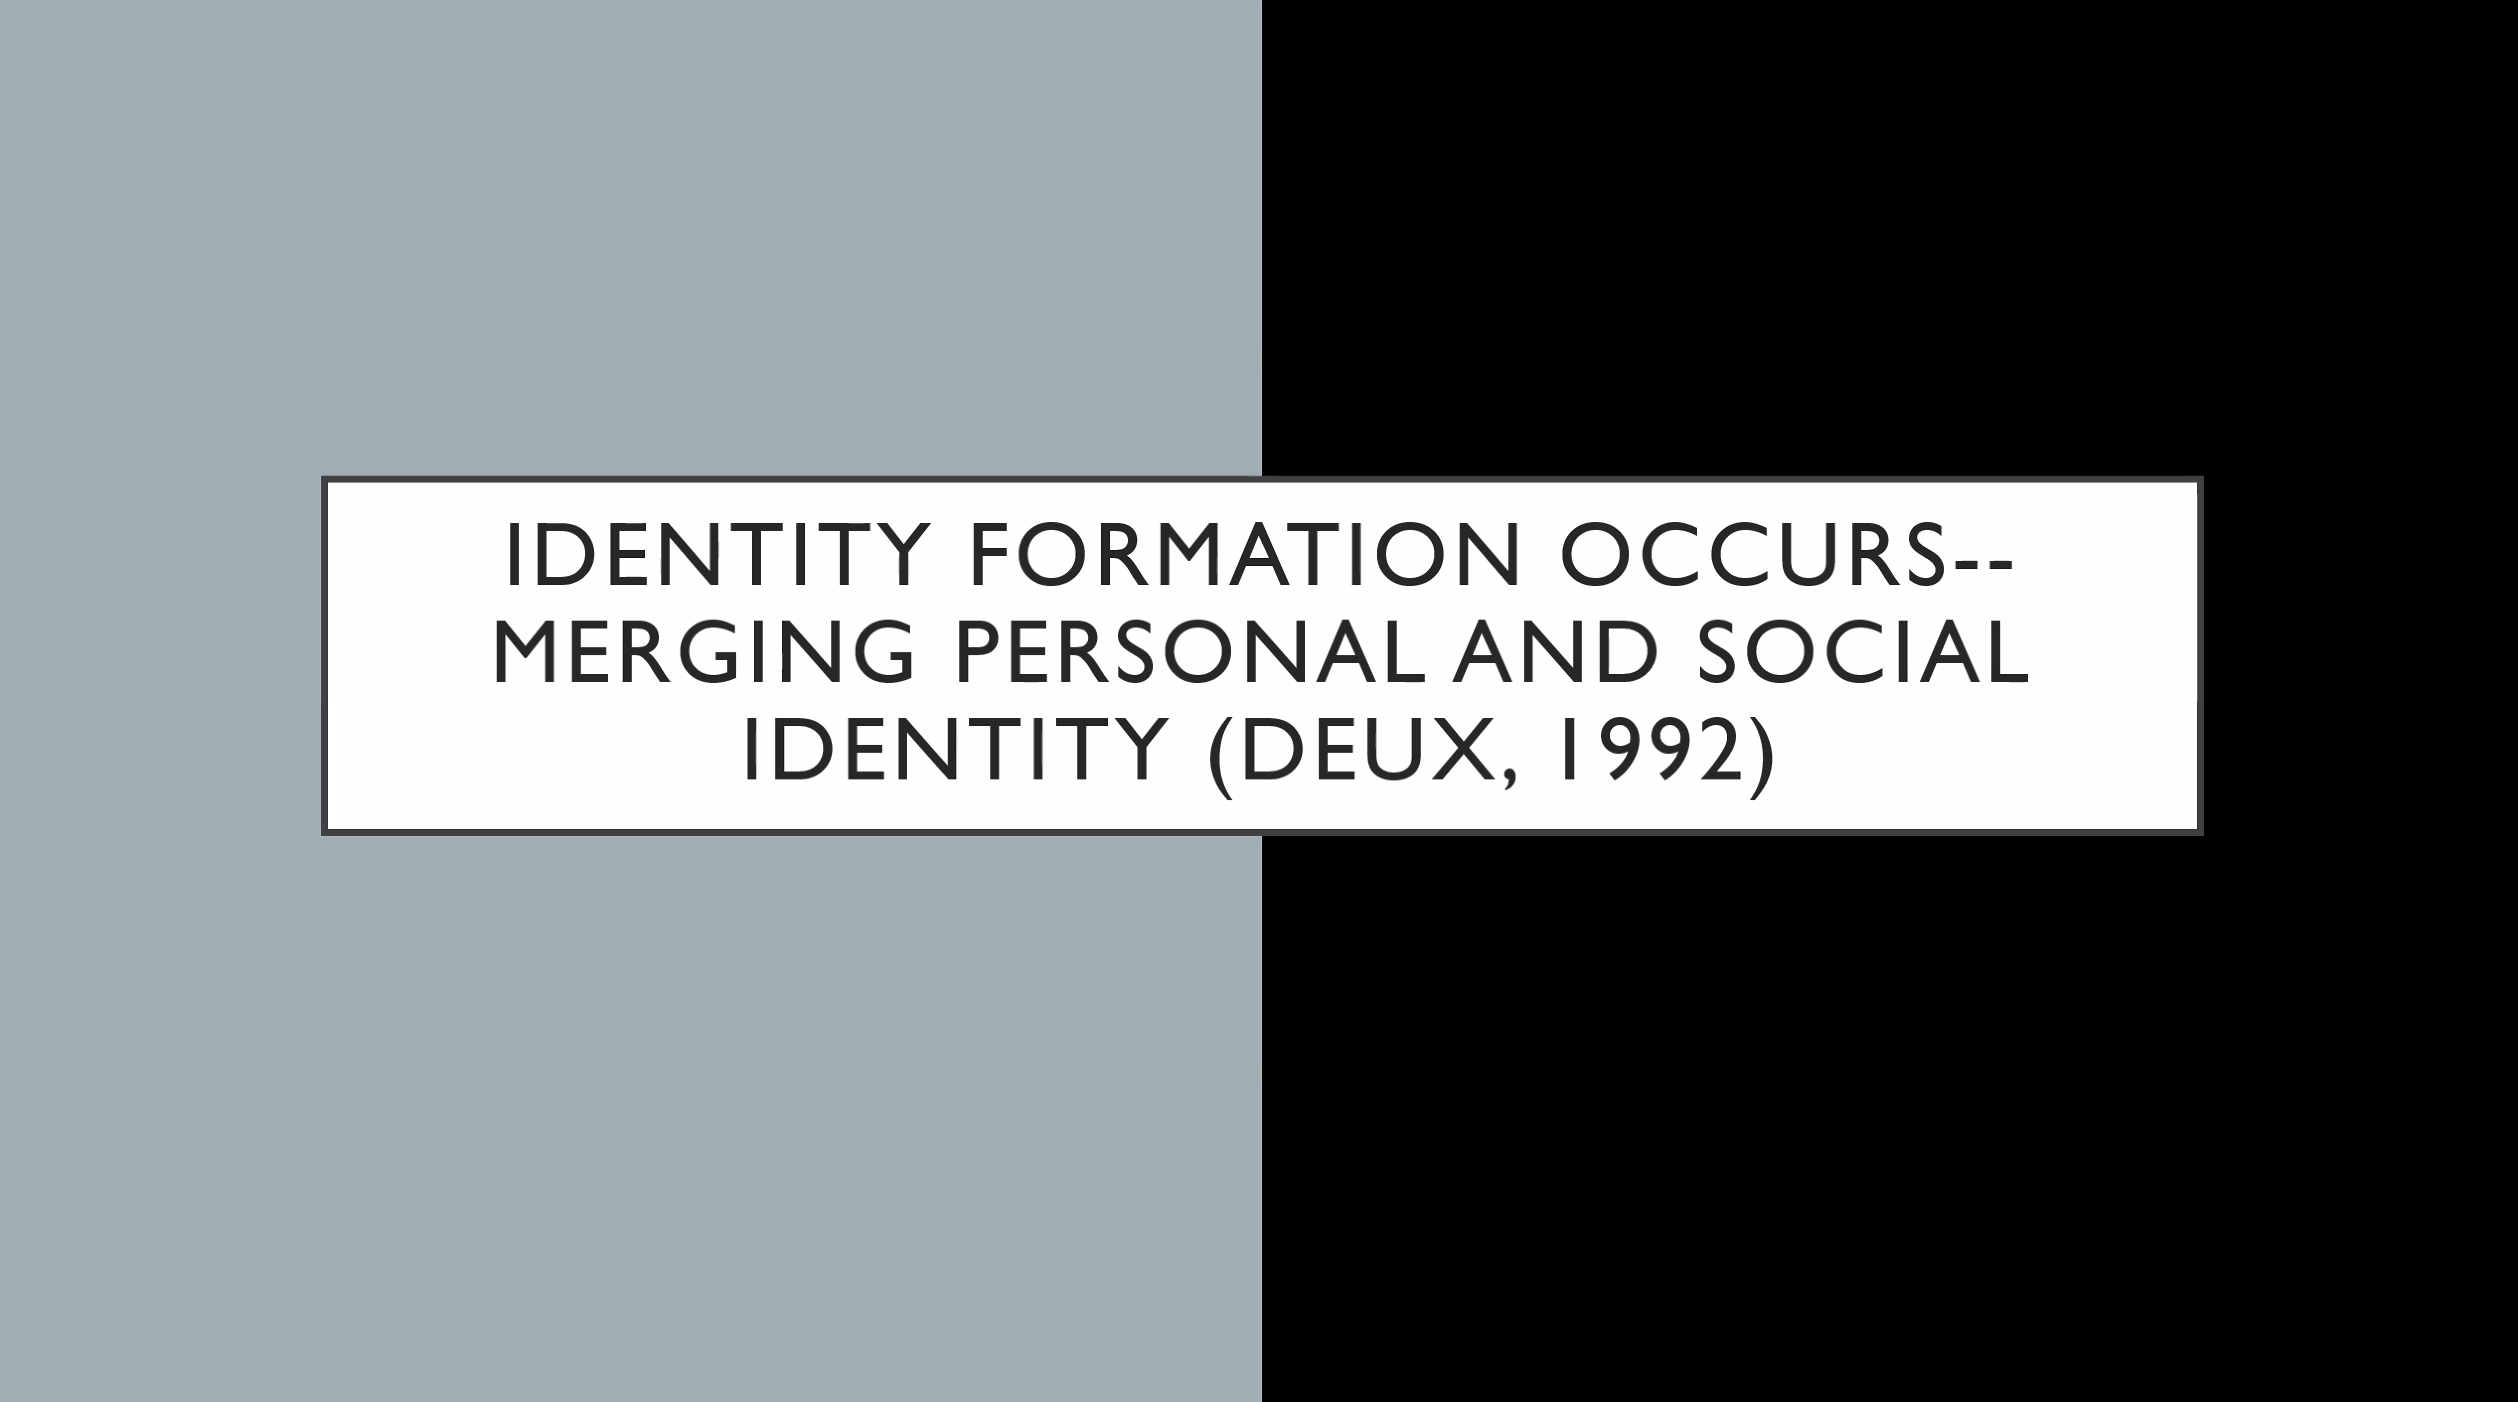 IDENTITY FORMATION OCCURS--
MERGING PERSONAL AND SOCIAL
IDENTITY (DEUX, 1992)